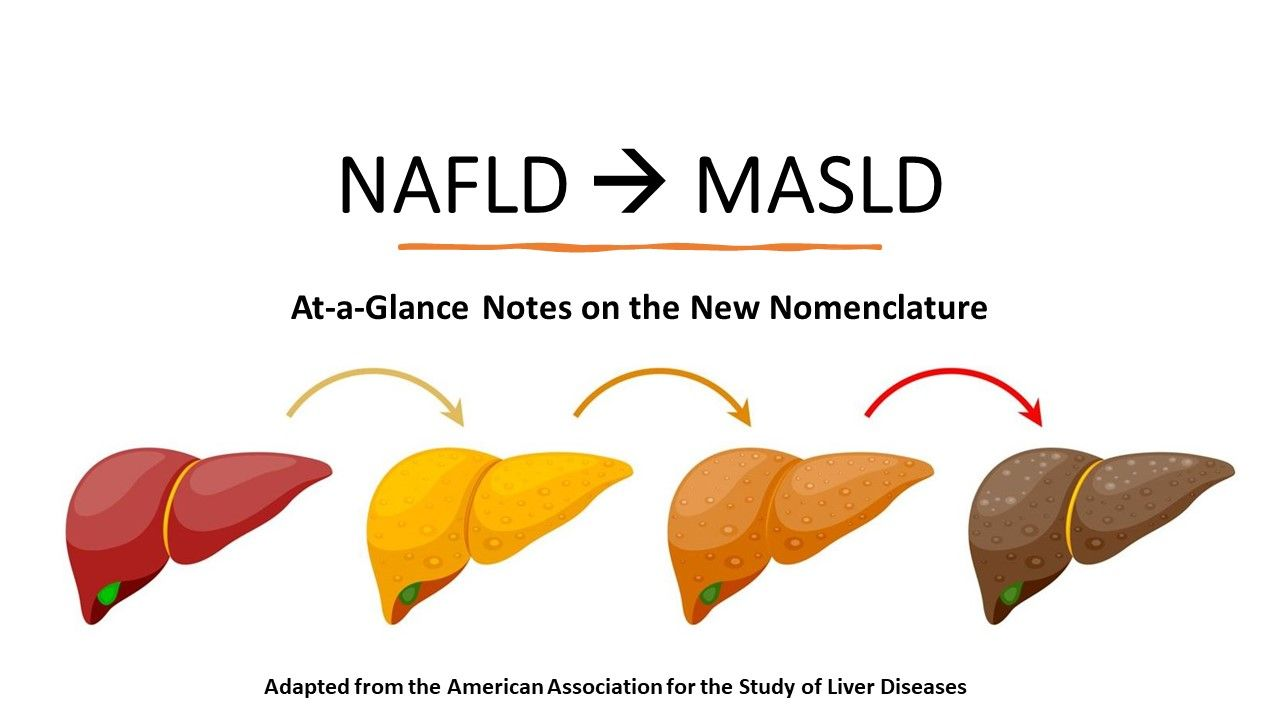 NAFLD → MASLD
At-a-Glance Notes on the New Nomenclature
Adapted from the American Association for the Study of Liver Diseases